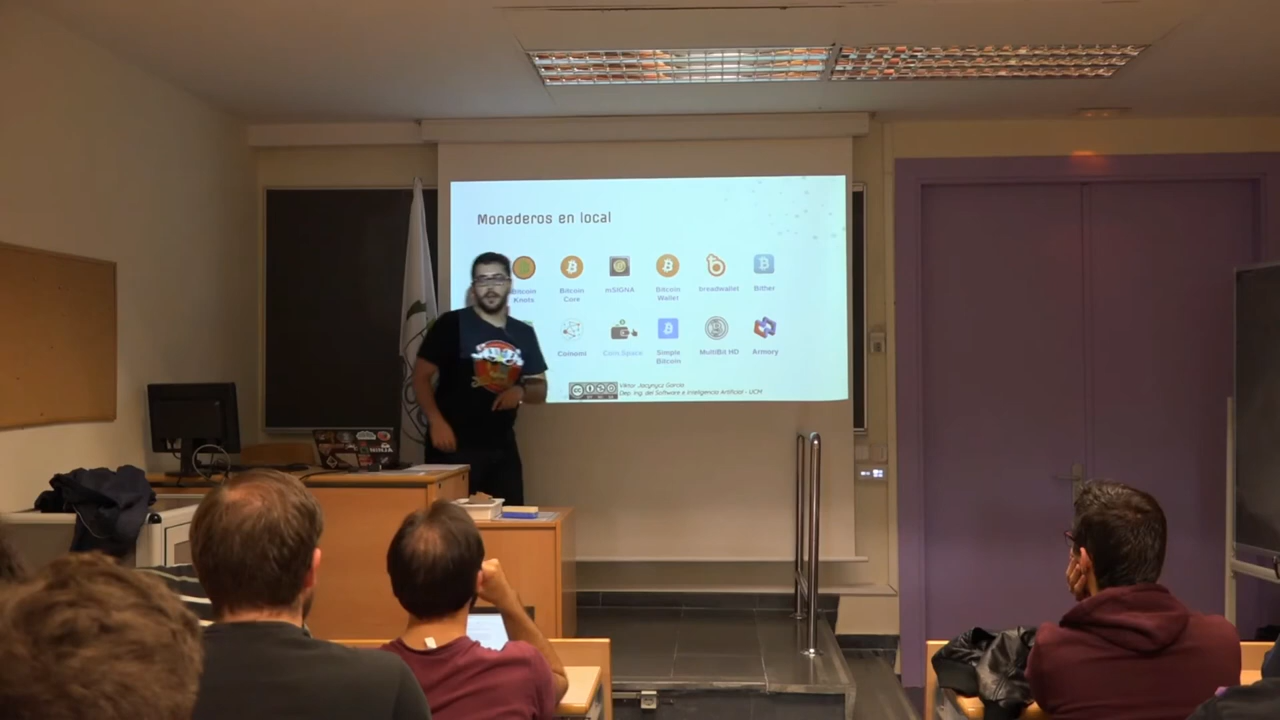 Monederos en local
Bitcoin Knots
Bitcoin Core
mSIGNA
Bitcoin Wallet
breadwallet
Bither
Coinomi
Coin.Space
Simple Bitcoin
MultiBit HD
Armory
Viktor Jacynycz García
Dep. Ing. del Software e Inteligencia Artificial - UCM